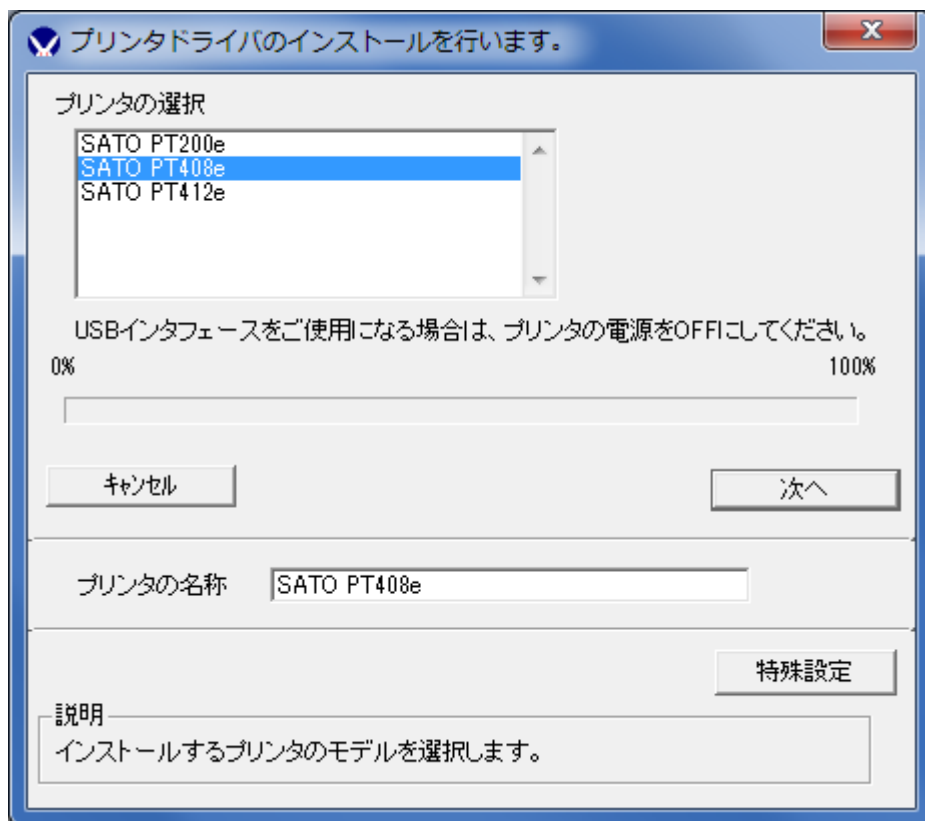 プリンタドライバのインストールを行います。
プリンタの選択
SATO PT200e
SATO PT408e
SATO PT412e
USBインタフェースをご使用になる場合は、プリンタの電源をOFFにしてください。
0% 100%
キャンセル 次へ
プリンタの名称 SATO PT408e
特殊設定
説明
インストールするプリンタのモデルを選択します。